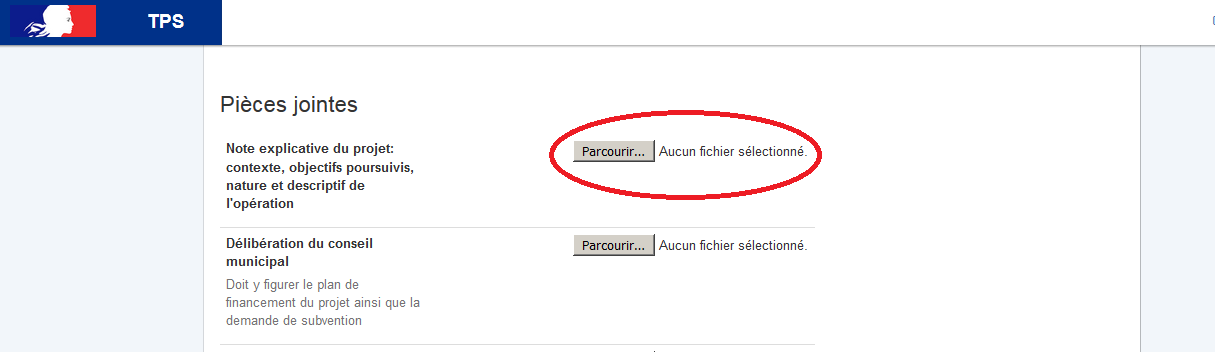 TPS
Pièces jointes
Note explicative du projet:
contexte, objectifs poursuivis,
nature et descriptif de
l'opération
Parcourir... Aucun fichier sélectionné.
Délibération du conseil
municipal
Parcourir... Aucun fichier sélectionné.
Doit y figurer le plan de
financement du projet ainsi que la
demande de subvention